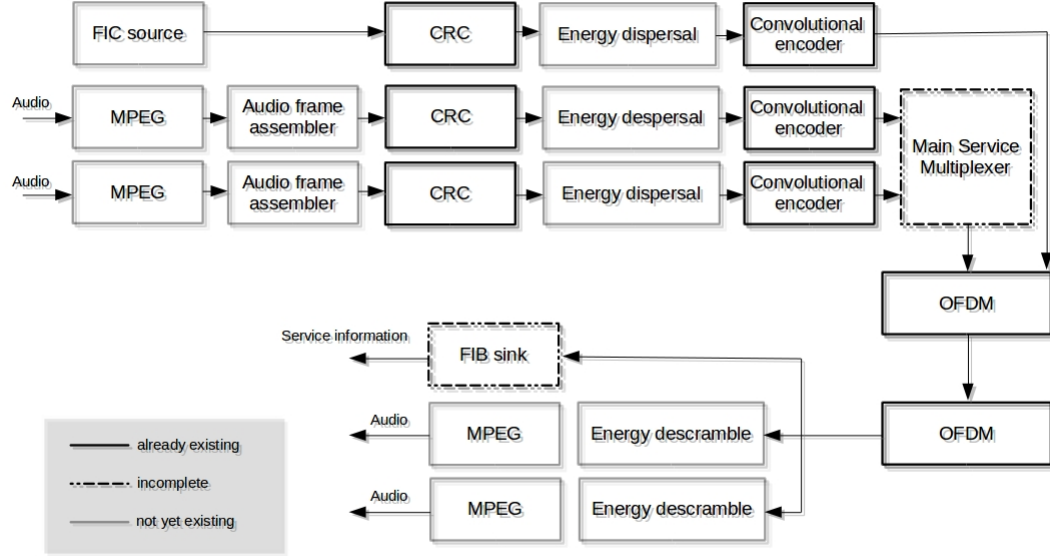 FIC source
CRC
Energy dispersal
Convolutional
encoder
Audio
MPEG
Audio frame
assembler
CRC
Energy despersal
Convolutional
encoder
Main Service
Multiplexer
Audio
MPEG
Audio frame
assembler
CRC
Energy dispersal
Convolutional
encoder
OFDM
Service information
FIB sink
Audio
MPEG
Energy descramble
OFDM
Audio
MPEG
Energy descramble
already existing
incomplete
not yet existing